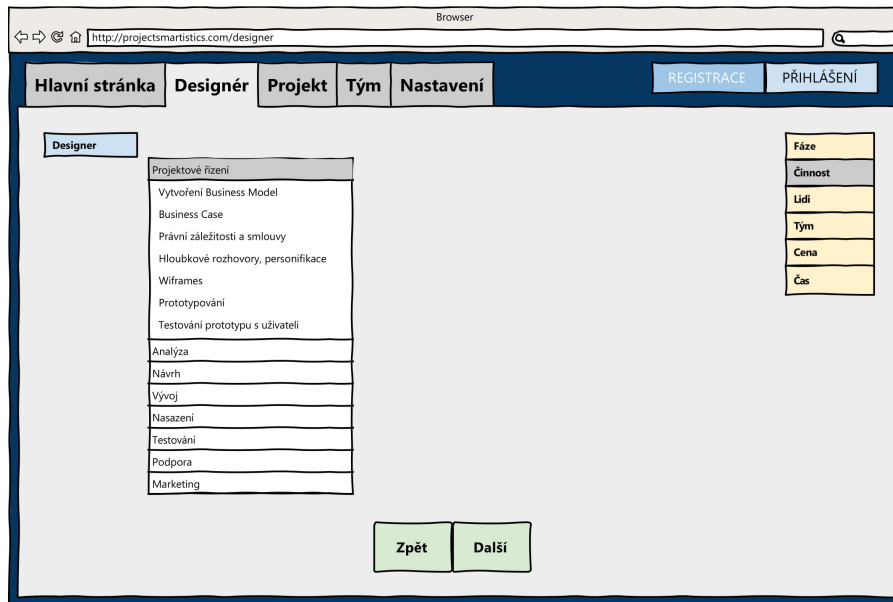 Browser
http://projectsmartistics.com/designer
Hlavní stránka
Designér
Projekt
Tým
Nastavení
REGISTRACE
PŘIHLÁŠENÍ
Designer
Projektové řízení
Vytvoření Business Model
Business Case
Právní záležitosti a smlouvy
Hloubkové rozhovory, personifikace
Wiframes
Prototypování
Testování prototypu s uživateli
Analýza
Návrh
Vývoj
Nasazení
Testování
Podpora
Marketing
Fáze
Činnost
Lidi
Tým
Cena
Čas
Zpět
Další